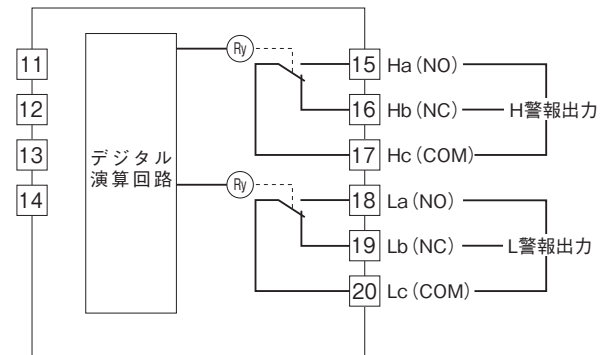 11
12
13
14
デジタル
演算回路
Ry
Ry
15 Ha (NO)
16 Hb (NC)
17 Hc (COM)
H警報出力
18 La (NO)
19 Lb (NC)
20 Lc (COM)
L警報出力